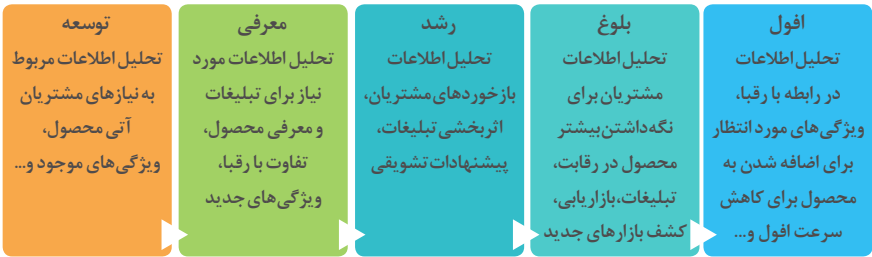 توسعه
تحلیل اطلاعات مربوط
به نیازهای مشتریان
آتی محصول،
ویژگی‌های موجود و...
معرفی
تحلیل اطلاعات مورد
نیاز برای تبلیغات
و معرفی محصول،
تفاوت با رقبا،
ویژگی‌های جدید
رشد
تحلیل اطلاعات
بازخوردهای مشتریان،
اثربخشی تبلیغات،
پیشنهادات تشویقی
بلوغ
تحلیل اطلاعات
مشتریان برای
نگه‌داشتن بیشتر
محصول در رقابت،
تبلیغات، بازاریابی،
کشف بازارهای جدید
افول
تحلیل اطلاعات
در رابطه با رقبا،
ویژگی‌های مورد انتظار
برای اضافه شدن به
محصول برای کاهش
سرعت افول و...